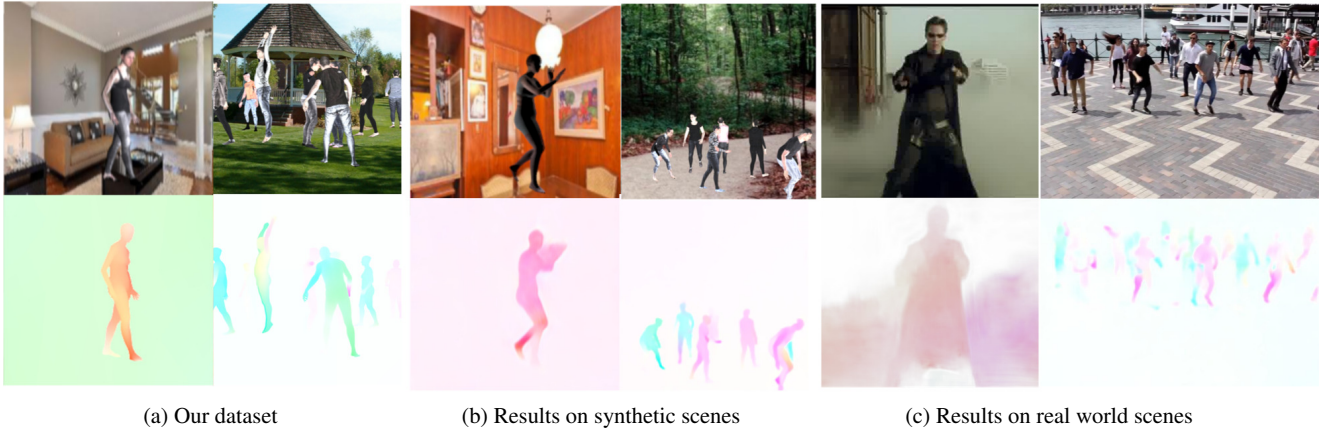 (a) Our dataset
(b) Results on synthetic scenes
(c) Results on real world scenes